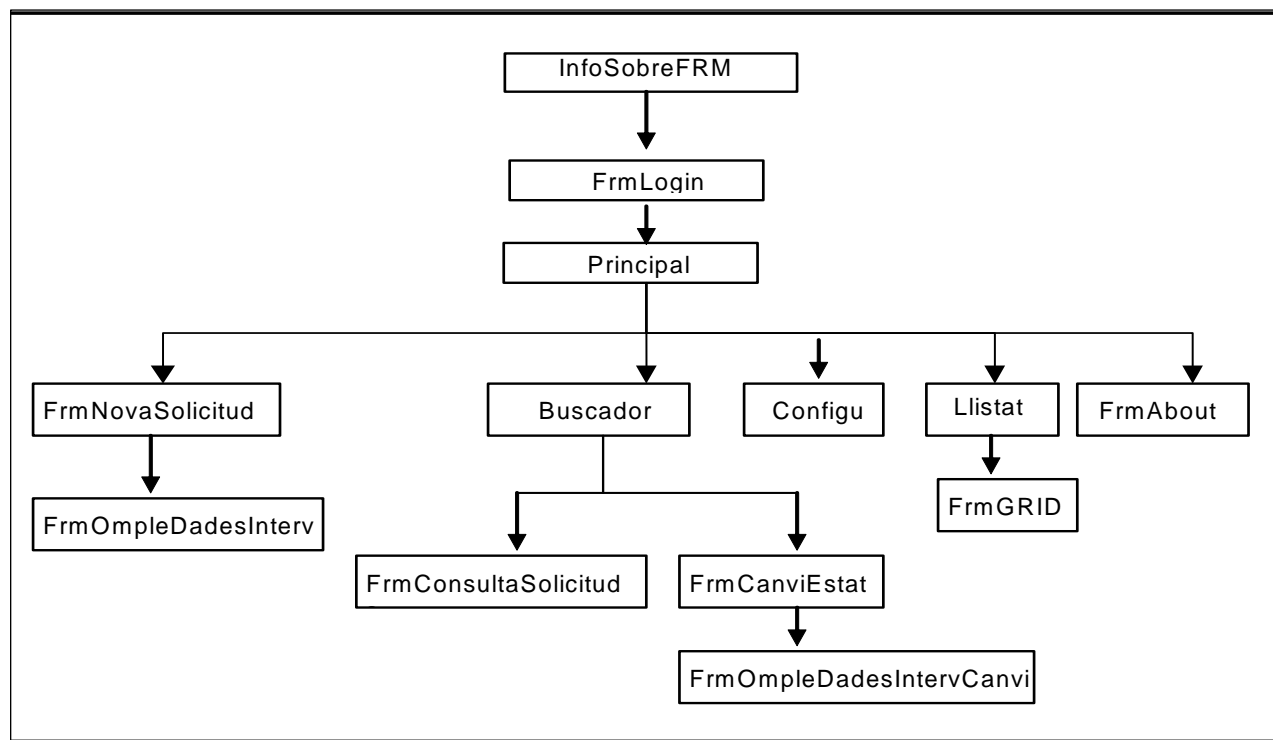 InfoSobreFRM
FrmLogin
Principal
FrmNovaSolicitud
Buscador
Configu
Llistat
FrmAbout
FrmOmpleDadesInterv
FrmGRID
FrmConsultaSolicitud
FrmCanviEstat
FrmOmpleDadesIntervCanvi